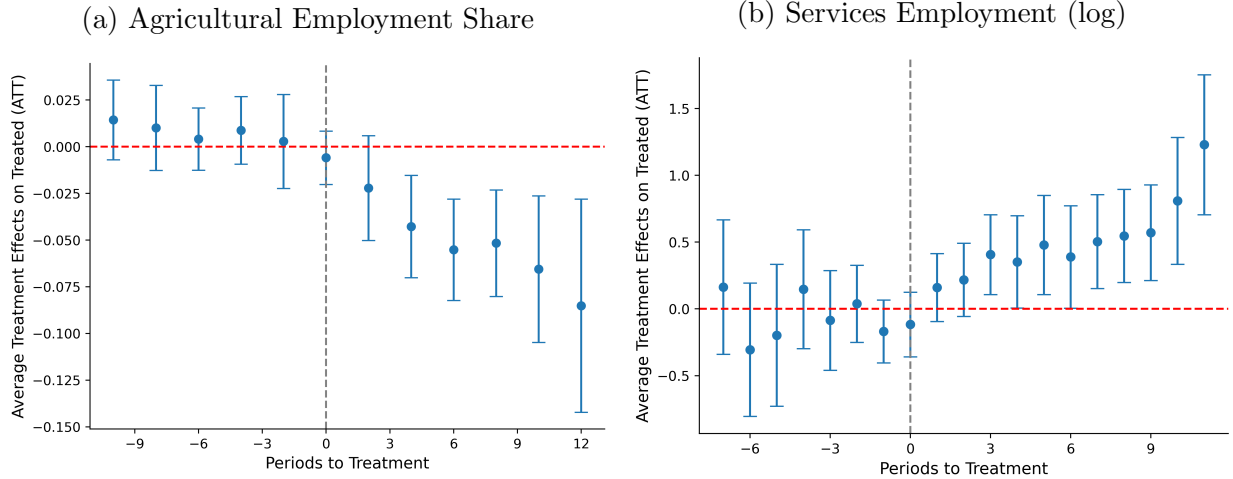 (a) Agricultural Employment Share
Average Treatment Effects on Treated (ATT)
0.025
0.000
−0.025
−0.050
−0.075
−0.100
−0.125
−0.150
−9 −6 −3 0 3 6 9 12
Periods to Treatment
(b) Services Employment (log)
Average Treatment Effects on Treated (ATT)
1.5
1.0
0.5
0.0
−0.5
−6 −3 0 3 6 9
Periods to Treatment